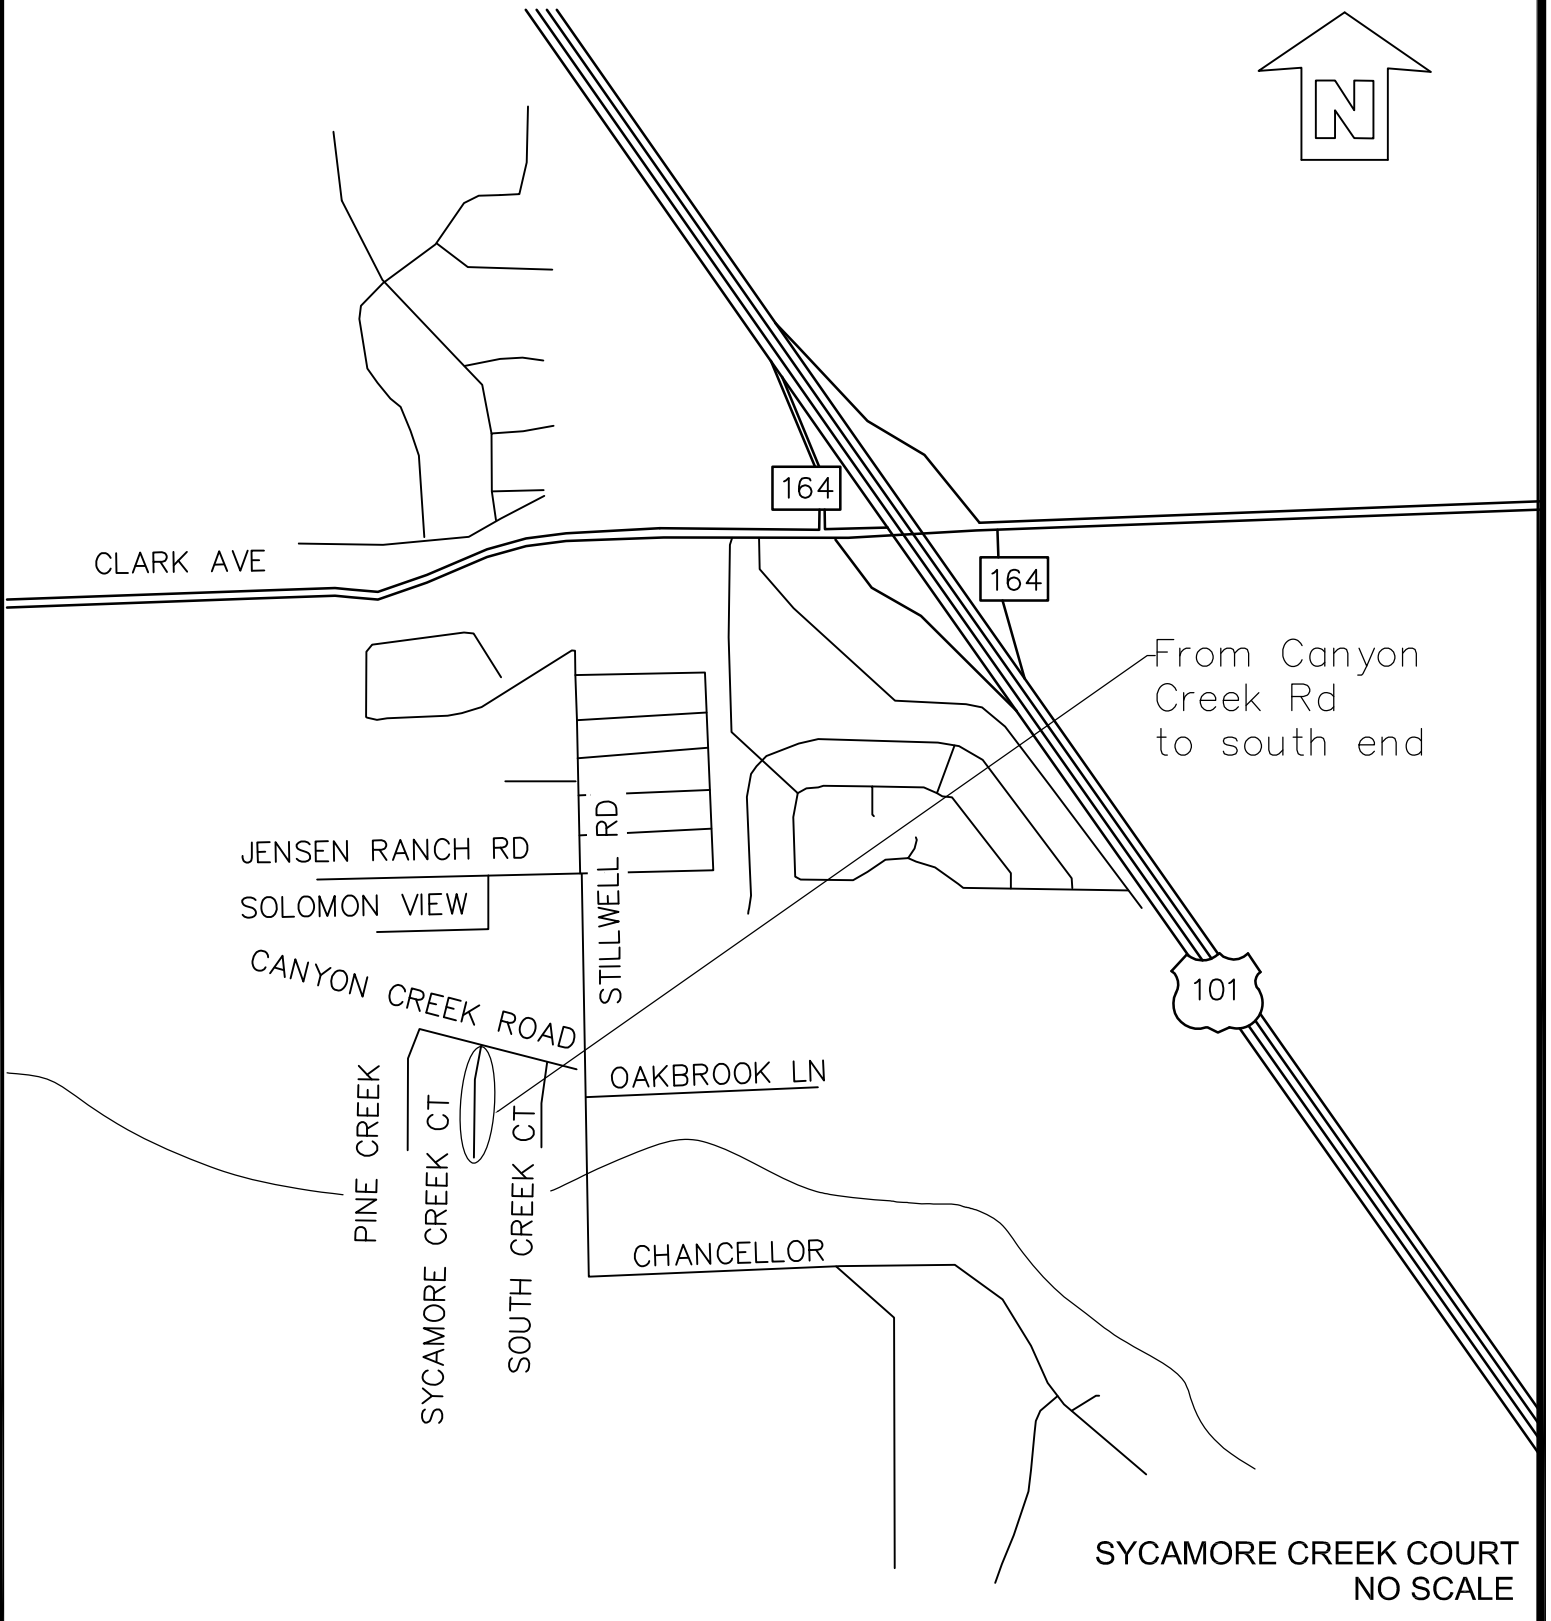 N
164
CLARK AVE
164
From Canyon
Creek Rd
to south end
STILLWELL RD
JENSEN RANCH RD
SOLOMON VIEW
CANYON CREEK ROAD
101
OAKBROOK LN
PINE CREEK
SYCAMORE CREEK CT
SOUTH CREEK CT
CHANCELLOR
SYCAMORE CREEK COURT
NO SCALE